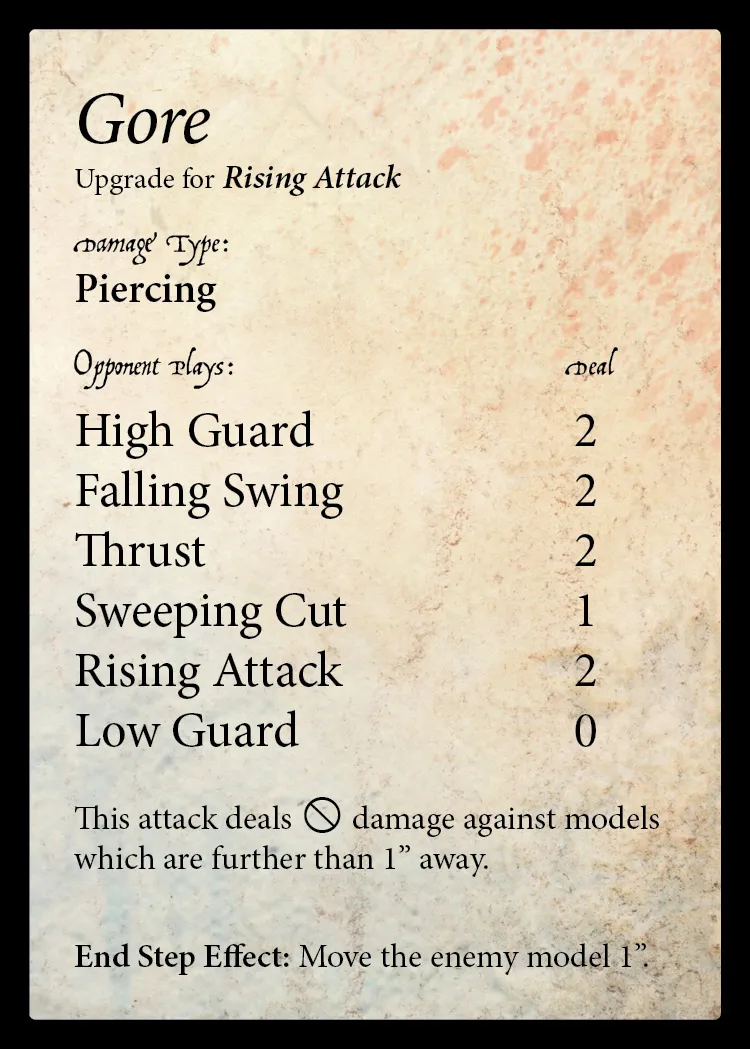 Gore
Upgrade for Rising Attack
Damage Type:
Piercing
Opponent Plays: Deal
High Guard 2
Falling Swing 2
Thrust 2
Sweeping Cut 1
Rising Attack 2
Low Guard 0
This attack deals 🛇 damage against models
which are further than 1” away.
End Step Effect: Move the enemy model 1”.